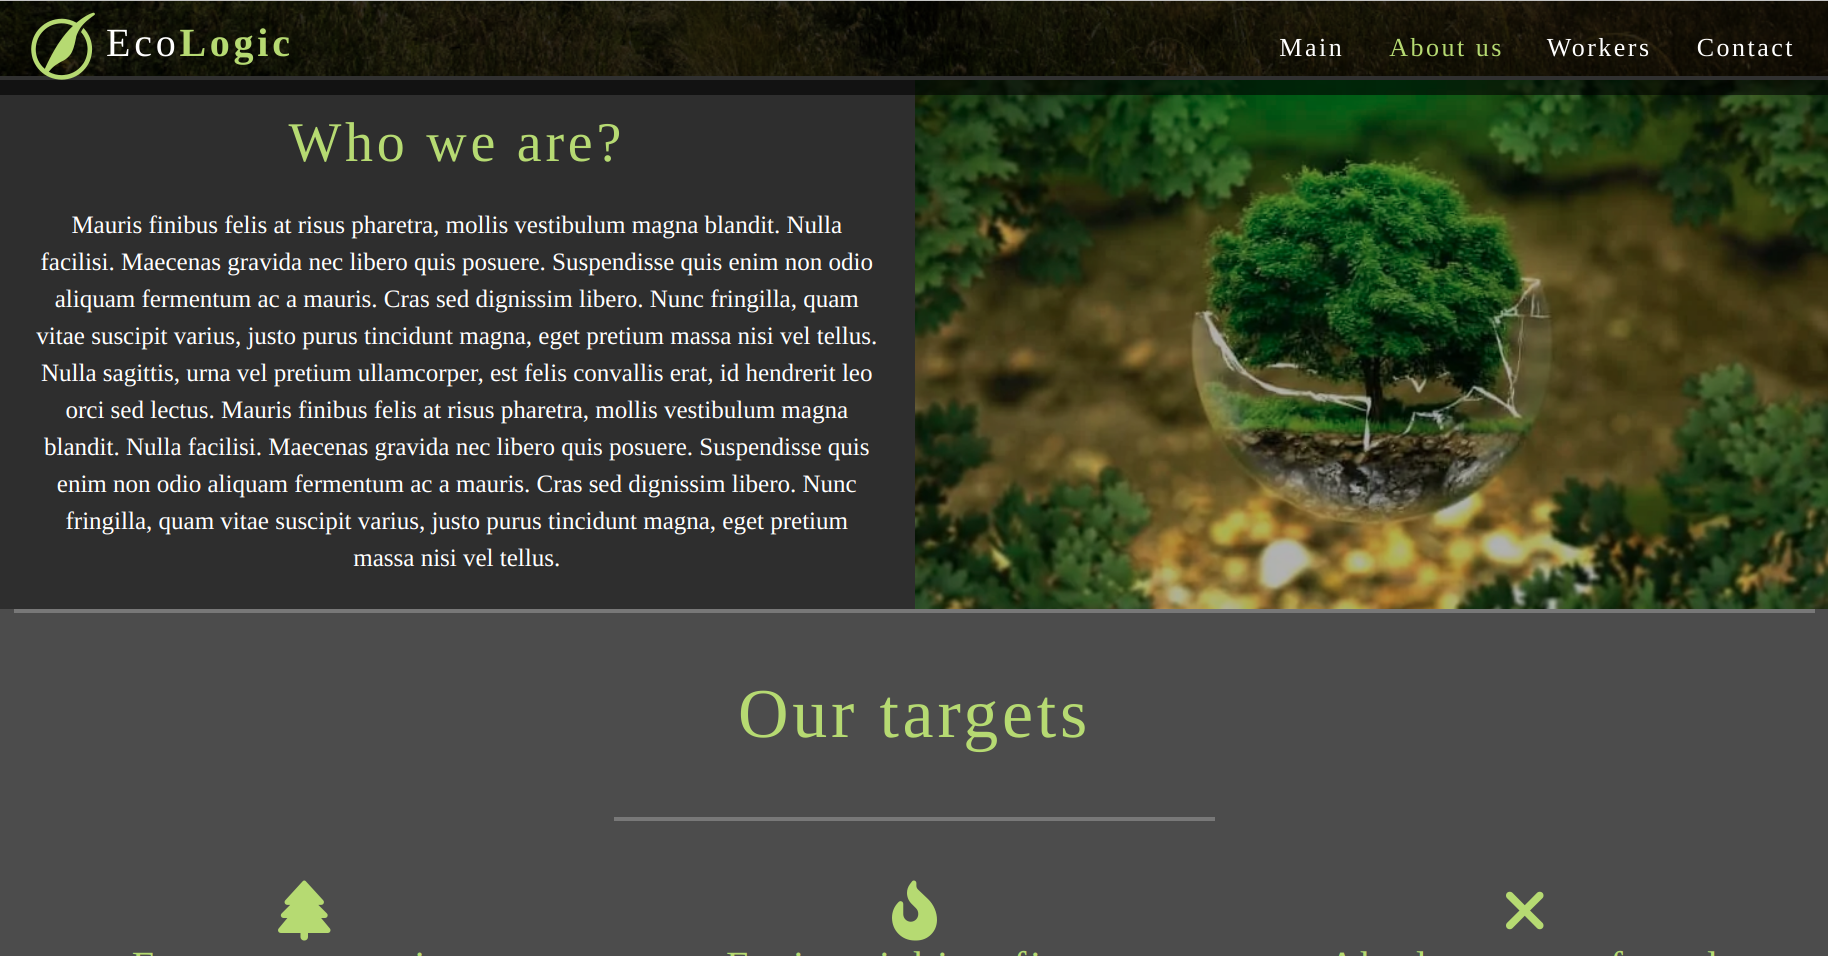 EcoLogic
Main About us Workers Contact
Who we are?
Mauris finibus felis at risus pharetra, mollis vestibulum magna blandit. Nulla
facilisi. Maecenas gravida nec libero quis posuere. Suspendisse quis enim non odio
aliquam fermentum ac a mauris. Cras sed dignissim libero. Nunc fringilla, quam
vitae suscipit varius, justo purus tincidunt magna, eget pretium massa nisi vel tellus.
Nulla sagittis, urna vel pretium ullamcorper, est felis convallis erat, id hendrerit leo
orci sed lectus. Mauris finibus felis at risus pharetra, mollis vestibulum magna
blandit. Nulla facilisi. Maecenas gravida nec libero quis posuere. Suspendisse quis
enim non odio aliquam fermentum ac a mauris. Cras sed dignissim libero. Nunc
fringilla, quam vitae suscipit varius, justo purus tincidunt magna, eget pretium
massa nisi vel tellus.
Our targets